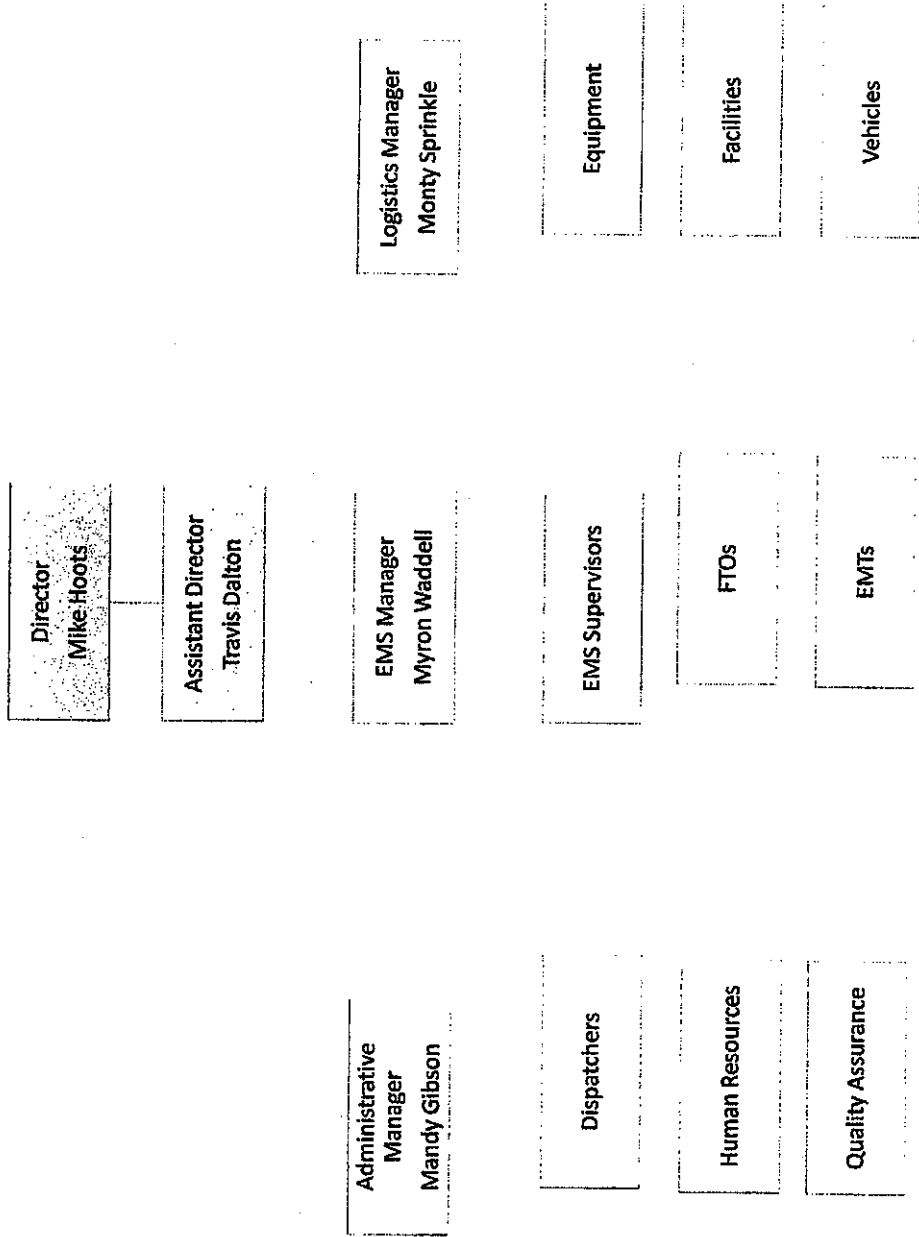 Director
Mike Hoots
Assistant Director
Travis Dalton
Administrative
Manager
Mandy Gibson
EMS Manager
Myron Waddell
Logistics Manager
Monty Sprinkle
Dispatchers
EMS Supervisors
Equipment
Human Resources
FTOs
Facilities
Quality Assurance
EMTs
Vehicles